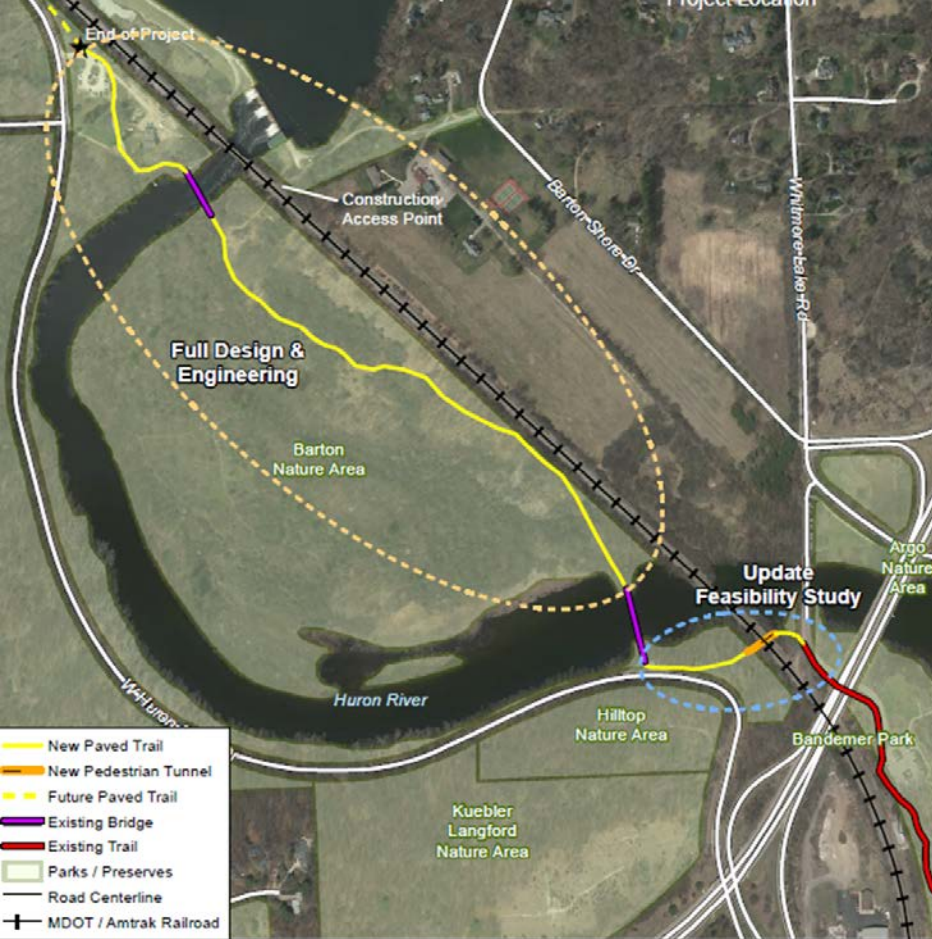 Project Location
End of Project
Construction
Access Point
Barton Shore Dr
Whitmore Lake Rd
Full Design &
Engineering
Barton
Nature Area
Argo
Nature
Area
Update
Feasibility Study
Huron River
W Huron
Hilltop
Nature Area
Bandemer Park
Kuebler
Langford
Nature Area
New Paved Trail
New Pedestrian Tunnel
Future Paved Trail
Existing Bridge
Existing Trail
Parks / Preserves
Road Centerline
MDOT / Amtrak Railroad